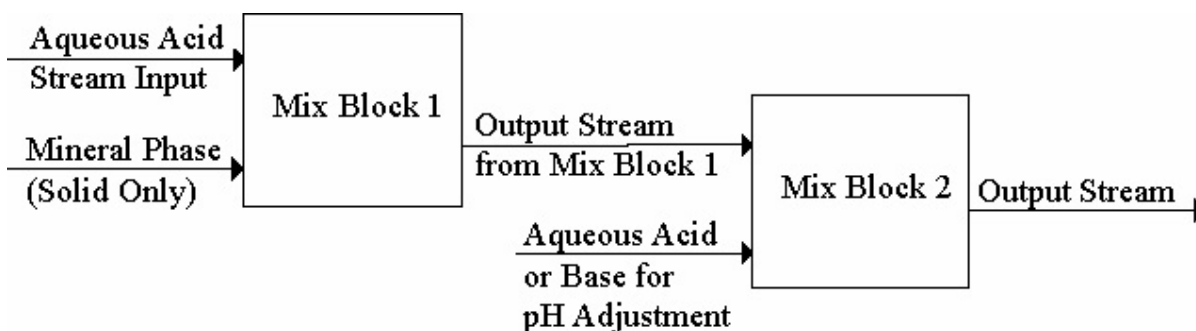 Aqueous Acid
Stream Input
Mineral Phase
(Solid Only)
Mix Block 1
Output Stream
from Mix Block 1
Aqueous Acid
or Base for
pH Adjustment
Mix Block 2
Output Stream